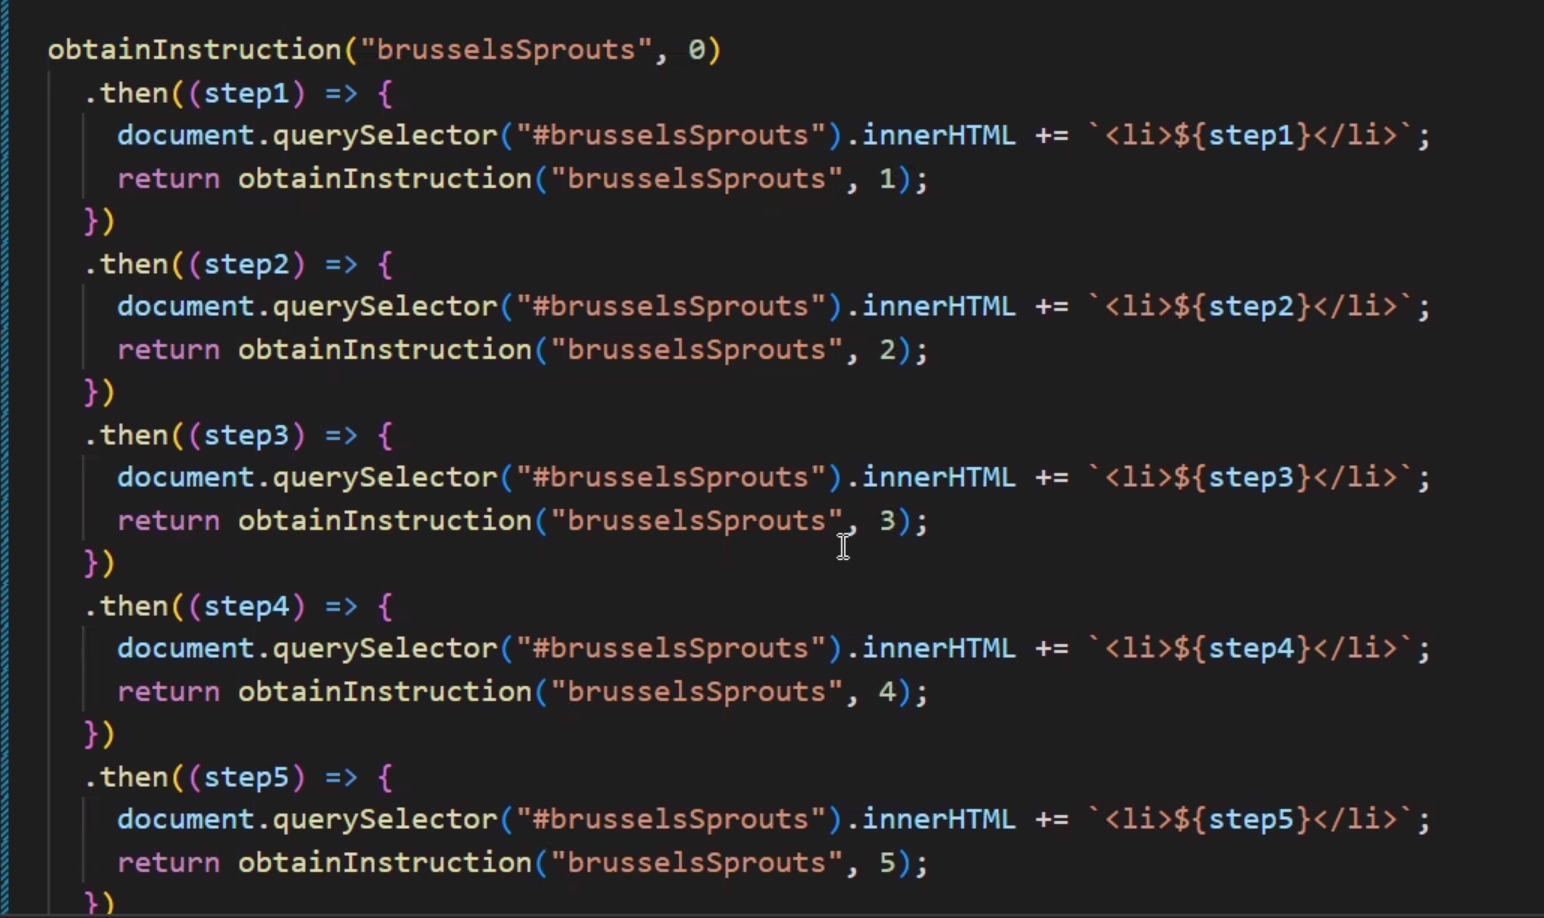 obtainInstruction("brusselsSprouts", 0)
.then((step1) => {
document.querySelector("#brusselsSprouts").innerHTML += `<li>${step1}</li>`;
return obtainInstruction("brusselsSprouts", 1);
})
.then((step2) => {
document.querySelector("#brusselsSprouts").innerHTML += `<li>${step2}</li>`;
return obtainInstruction("brusselsSprouts", 2);
})
.then((step3) => {
document.querySelector("#brusselsSprouts").innerHTML += `<li>${step3}</li>`;
return obtainInstruction("brusselsSprouts", 3);
})
.then((step4) => {
document.querySelector("#brusselsSprouts").innerHTML += `<li>${step4}</li>`;
return obtainInstruction("brusselsSprouts", 4);
})
.then((step5) => {
document.querySelector("#brusselsSprouts").innerHTML += `<li>${step5}</li>`;
return obtainInstruction("brusselsSprouts", 5);
})